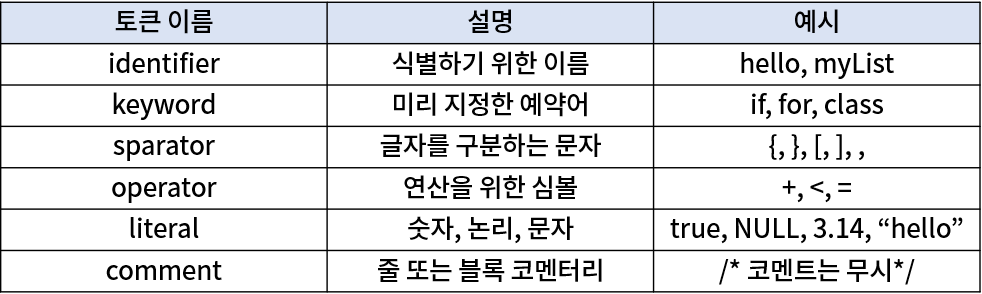 토큰 이름 설명 예시
identifier 식별하기 위한 이름 hello, myList
keyword 미리 지정한 예약어 if, for, class
sparator 글자를 구분하는 문자 {, }, [, ], ,
operator 연산을 위한 심볼 +, <, =
literal 숫자, 논리, 문자 true, NULL, 3.14, “hello”
comment 줄 또는 블록 코멘터리 /* 코멘트는 무시*/